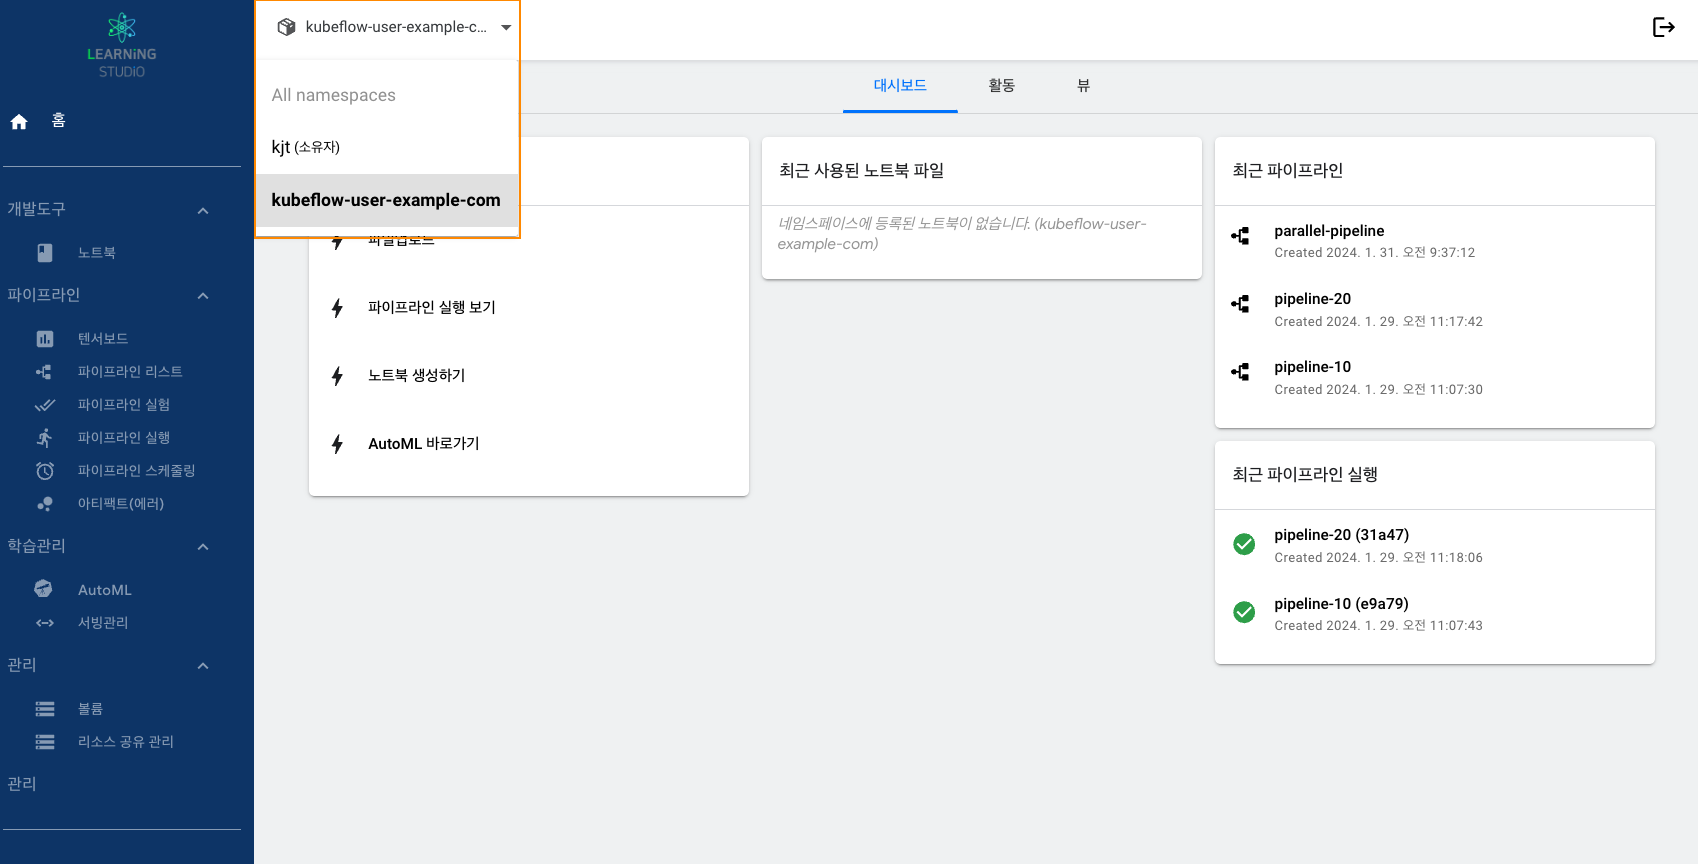 LEARNiNG
STUDiO
홈
개발도구
노트북
파이프라인
텐서보드
파이프라인 리스트
파이프라인 실험
파이프라인 실행
파이프라인 스케줄링
아티팩트(에러)
학습관리
AutoML
서빙관리
관리
볼륨
리소스 공유 관리
관리
kubeflow-user-example-c...
All namespaces
kjt (소유자)
kubeflow-user-example-com
대시보드
활동
뷰
파이프라인 실행 보기
노트북 생성하기
AutoML 바로가기
최근 사용된 노트북 파일
네임스페이스에 등록된 노트북이 없습니다. (kubeflow-user-
example-com)
최근 파이프라인
parallel-pipeline
Created 2024. 1. 31. 오전 9:37:12
pipeline-20
Created 2024. 1. 29. 오전 11:17:42
pipeline-10
Created 2024. 1. 29. 오전 11:07:30
최근 파이프라인 실행
pipeline-20 (31a47)
Created 2024. 1. 29. 오전 11:18:06
pipeline-10 (e9a79)
Created 2024. 1. 29. 오전 11:07:43